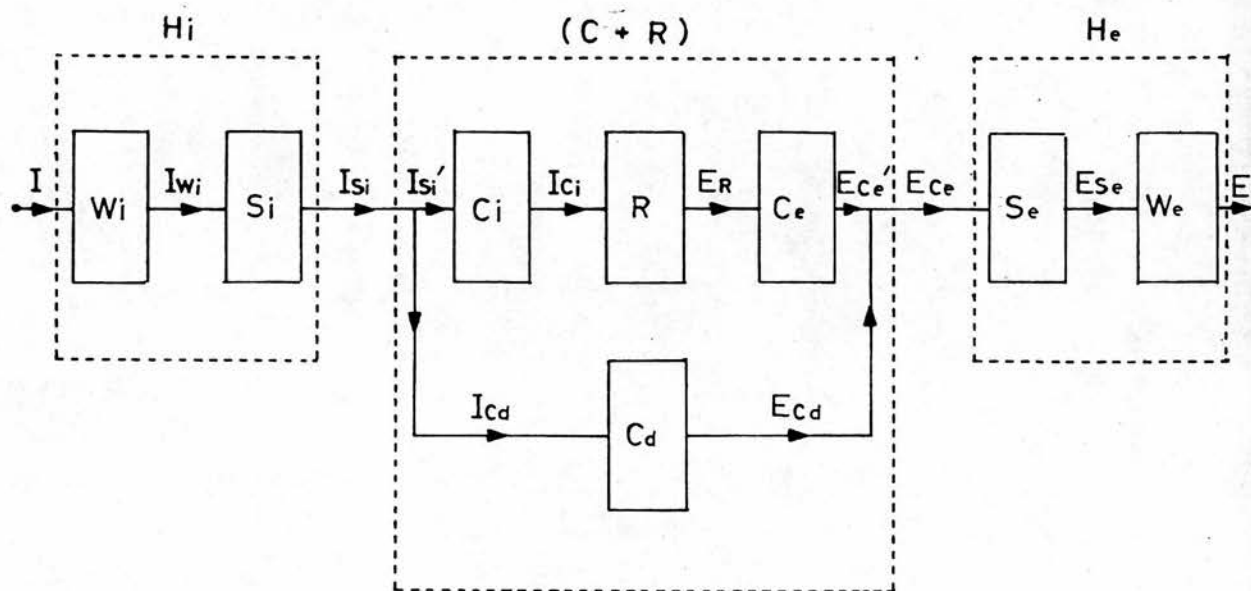 Hi (C + R) He
I Wi IWi Si ISi ISi′ Ci ICi R ER Ce ECe′ ECe Se ESe We E
ICd Cd ECd